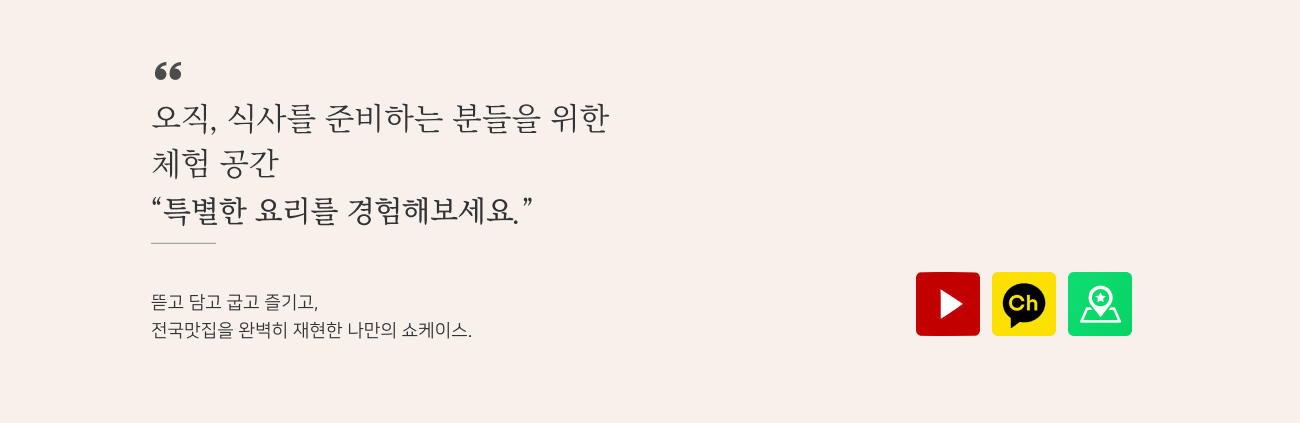 “
오직, 식사를 준비하는 분들을 위한
체험 공간
“특별한 요리를 경험해보세요.”
뜯고 담고 굽고 즐기고,
전국맛집을 완벽히 재현한 나만의 쇼케이스.
Ch